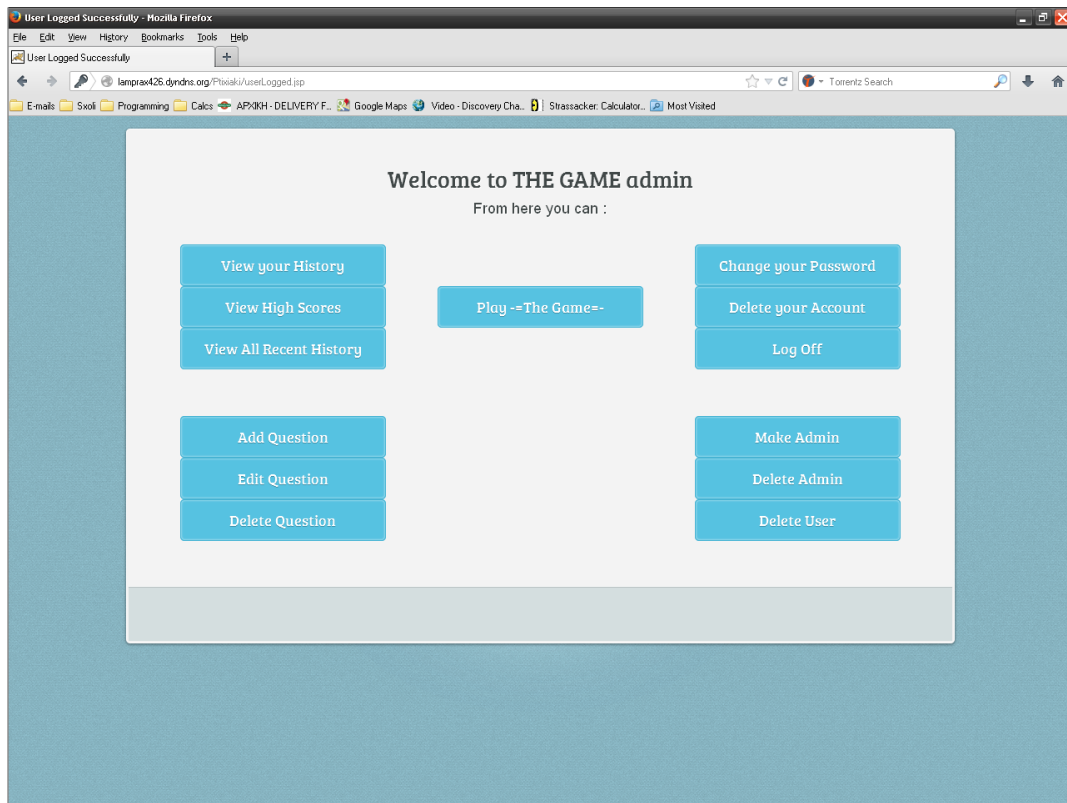 User Logged Successfully - Mozilla Firefox
File Edit View History Bookmarks Tools Help
User Logged Successfully
lamprax426.dyndns.org/Ptixiaki/userLogged.jsp
Torrentz Search
E-mails Sxoli Programming Calcs ΑΡΧΙΚΗ - DELIVERY F... Google Maps Video - Discovery Cha... Strassacker: Calculator... Most Visited
Welcome to THE GAME admin
From here you can :
View your History
View High Scores
View All Recent History
Play -=The Game=-
Change your Password
Delete your Account
Log Off
Add Question
Edit Question
Delete Question
Make Admin
Delete Admin
Delete User